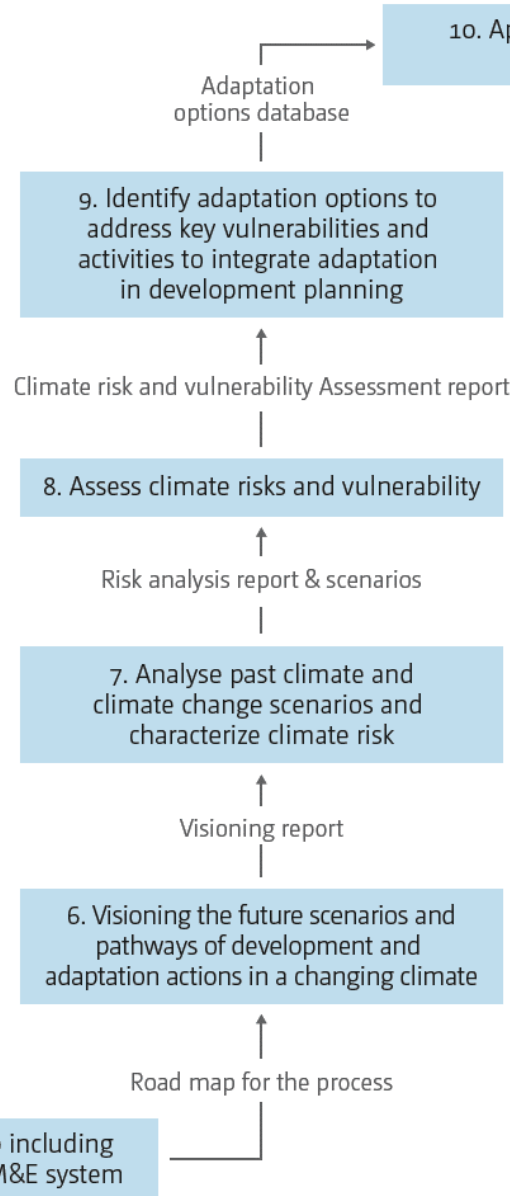 10. Ap
Adaptation
options database
9. Identify adaptation options to
address key vulnerabilities and
activities to integrate adaptation
in development planning
Climate risk and vulnerability Assessment report
8. Assess climate risks and vulnerability
Risk analysis report & scenarios
7. Analyse past climate and
climate change scenarios and
characterize climate risk
Visioning report
6. Visioning the future scenarios and
pathways of development and
adaptation actions in a changing climate
Road map for the process
including
M&E system